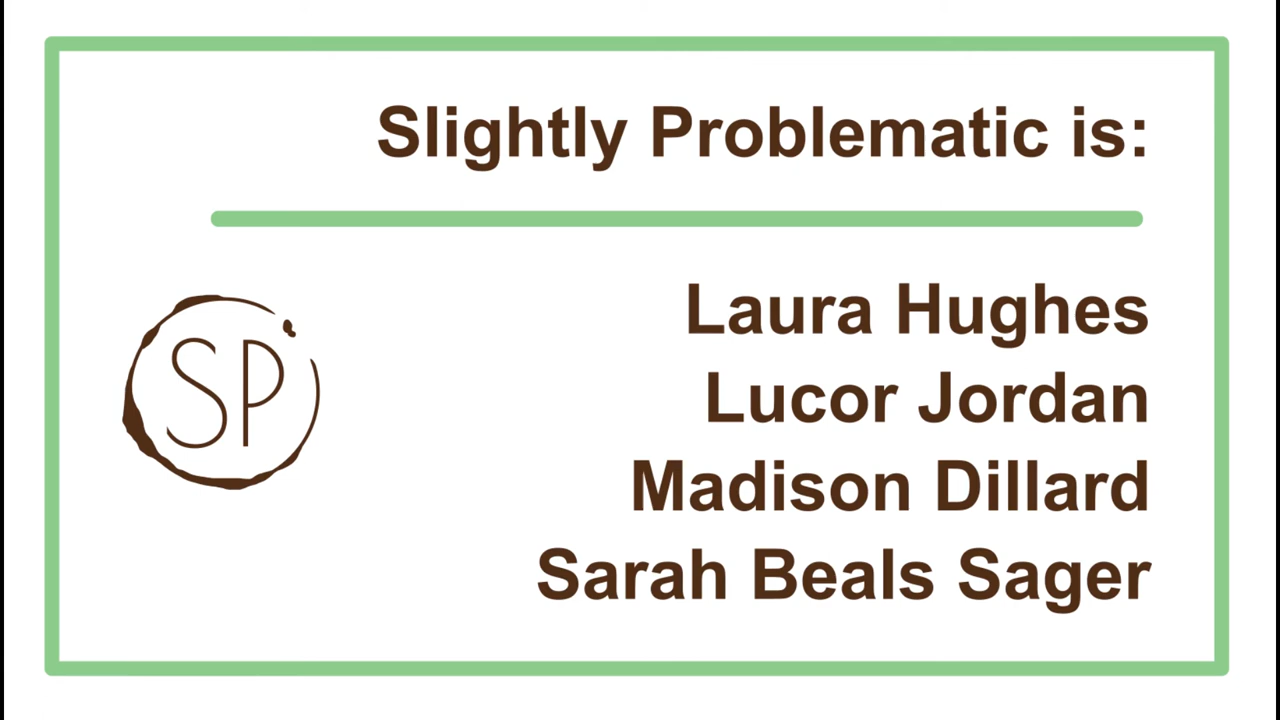 Slightly Problematic is:
SP
Laura Hughes
Lucor Jordan
Madison Dillard
Sarah Beals Sager